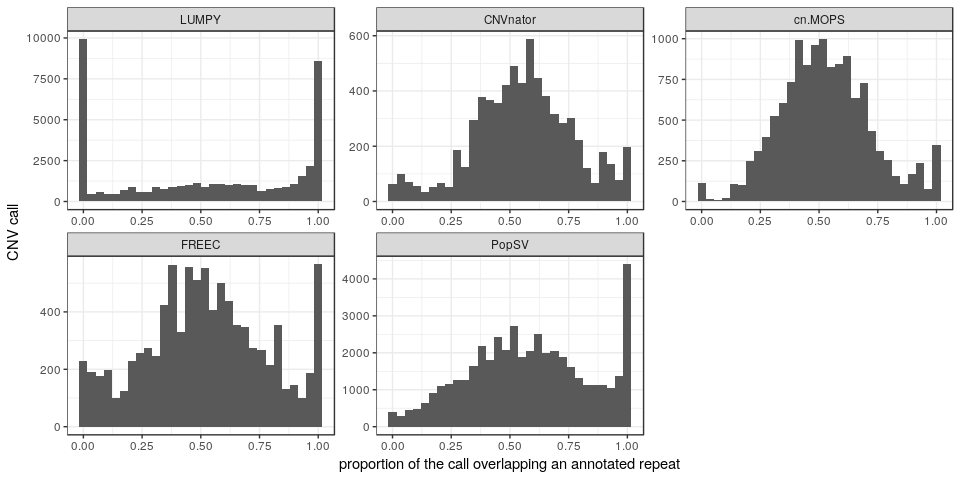 LUMPY CNVnator cn.MOPS
10000
7500
5000
2500
0
600
400
200
0
1000
750
500
250
0
0.00 0.25 0.50 0.75 1.00
0.00 0.25 0.50 0.75 1.00
0.00 0.25 0.50 0.75 1.00
CNV call
FREEC PopSV
400
200
0
4000
3000
2000
1000
0
0.00 0.25 0.50 0.75 1.00
0.00 0.25 0.50 0.75 1.00
proportion of the call overlapping an annotated repeat